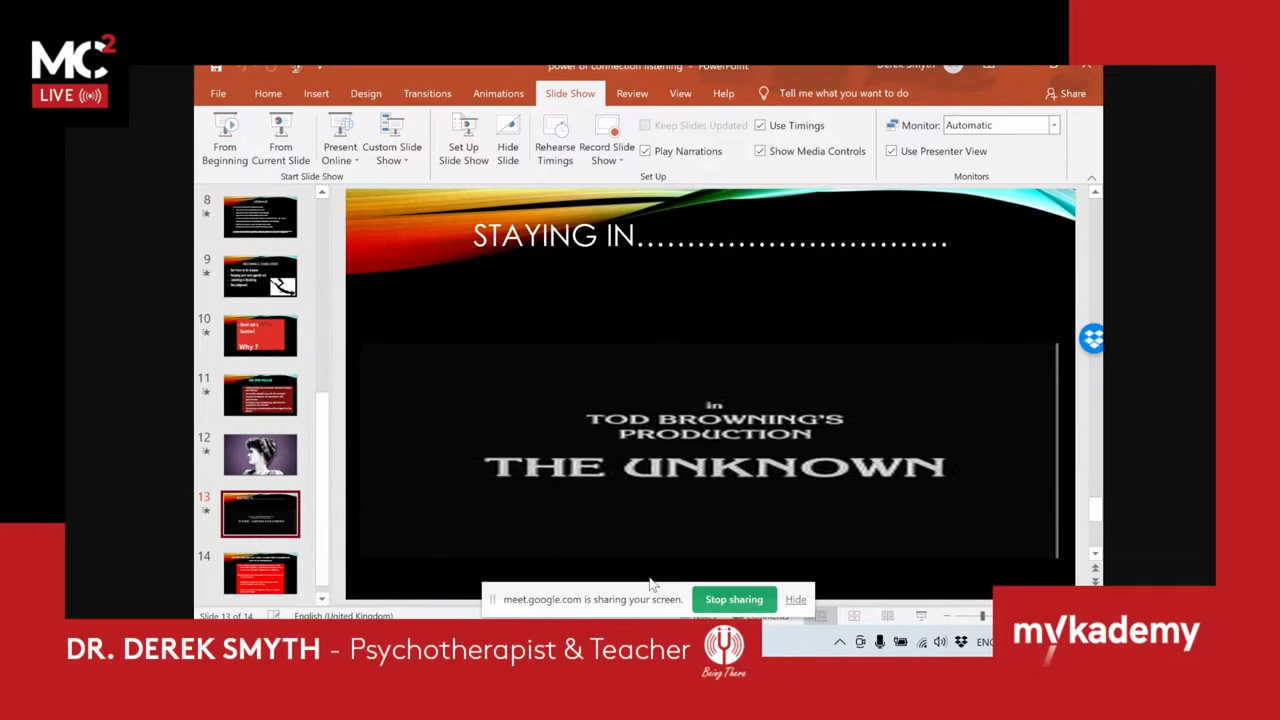 MC2
LIVE
power of connection listening - PowerPoint
Derek Smyth
File Home Insert Design Transitions Animations Slide Show Review View Help Tell me what you want to do Share
From Beginning
From Current Slide
Present Online
Custom Slide Show
Set Up Slide Show
Hide Slide
Rehearse Timings
Record Slide Show
Keep Slides Updated
Play Narrations
Use Timings
Show Media Controls
Monitor: Automatic
Use Presenter View
Start Slide Show
Set Up
Monitors
8
9
10
Why ?
11
12
13
THE UNKNOWN
14
STAYING IN…………………………….
in
TOD BROWNING'S
PRODUCTION
THE UNKNOWN
meet.google.com is sharing your screen. Stop sharing Hide
Slide 13 of 14 English (United Kingdom)
ENG
DR. DEREK SMYTH - Psychotherapist & Teacher
Being There
mykademy